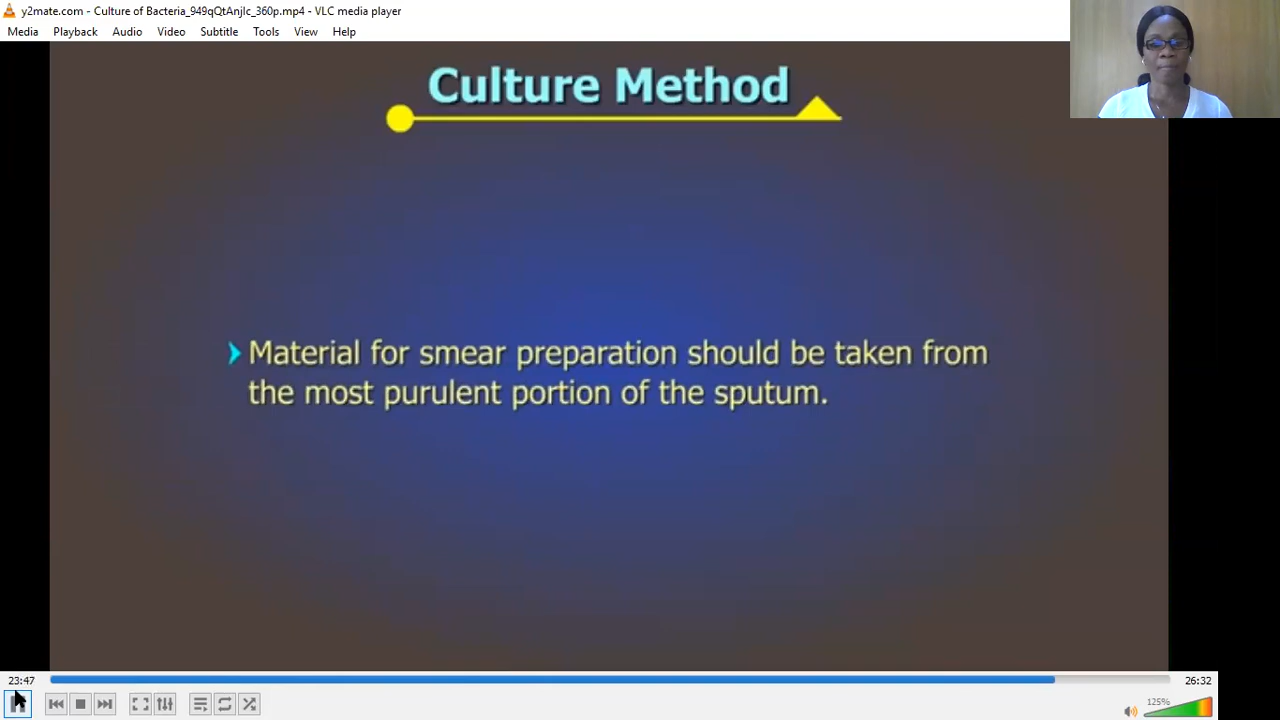 y2mate.com - Culture of Bacteria_949qQtAnjlc_360p.mp4 - VLC media player
Media Playback Audio Video Subtitle Tools View Help
Culture Method
Material for smear preparation should be taken from
the most purulent portion of the sputum.
23:47
26:32
125%